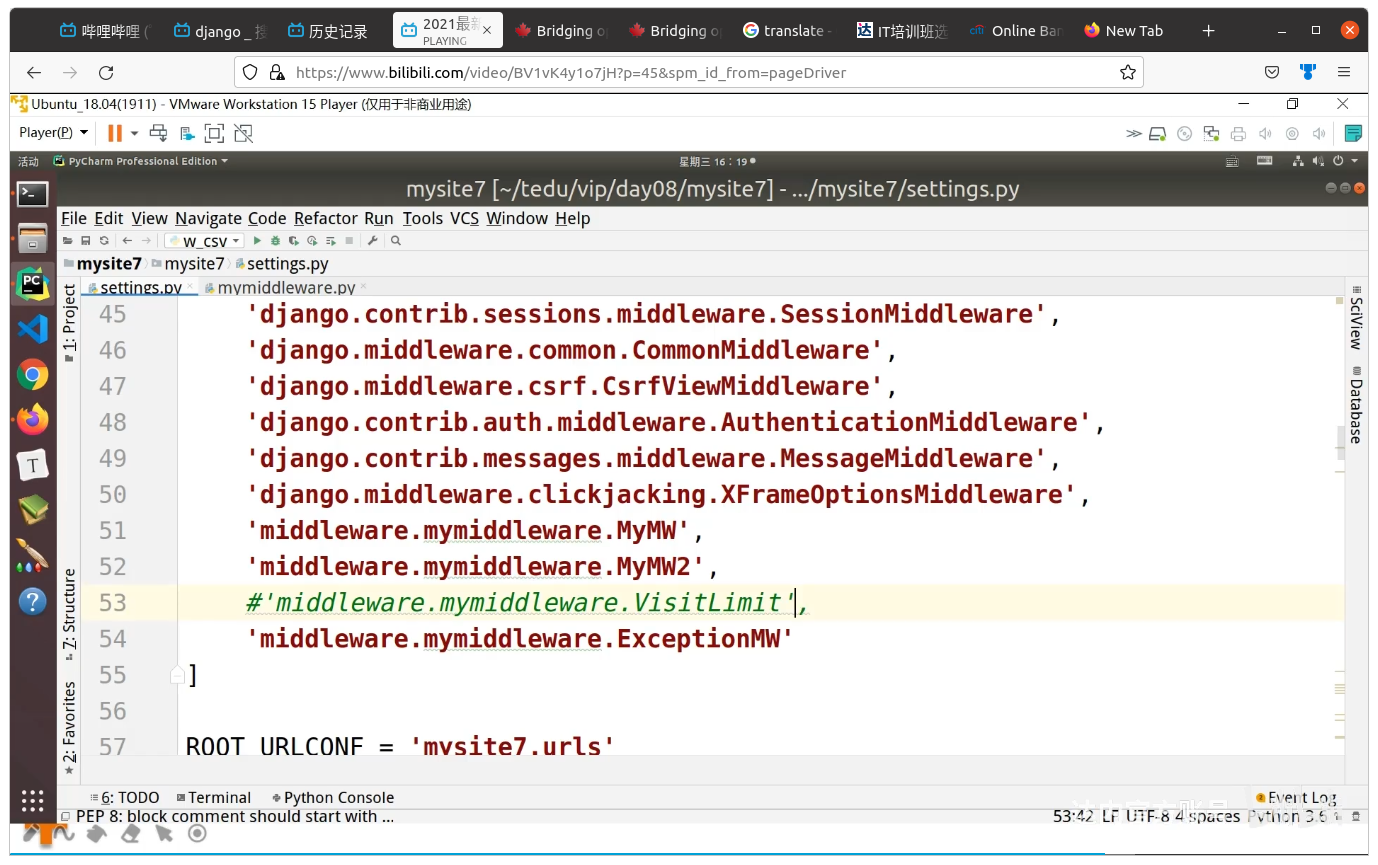 哔哩哔哩 (
django _ 搜
历史记录
2021最新
PLAYING
Bridging o
Bridging o
translate -
IT培训班选
Online Ban
New Tab
https://www.bilibili.com/video/BV1vK4y1o7jH?p=45&spm_id_from=pageDriver
Ubuntu_18.04(1911) - VMware Workstation 15 Player (仅用于非商业用途)
Player(P)
活动 PyCharm Professional Edition 星期三 16:19
mysite7 [~/tedu/vip/day08/mysite7] - .../mysite7/settings.py
File Edit View Navigate Code Refactor Run Tools VCS Window Help
w_csv
mysite7 mysite7 settings.py
settings.py mymiddleware.py
1: Project
7: Structure
2: Favorites
45 'django.contrib.sessions.middleware.SessionMiddleware',
46 'django.middleware.common.CommonMiddleware',
47 'django.middleware.csrf.CsrfViewMiddleware',
48 'django.contrib.auth.middleware.AuthenticationMiddleware',
49 'django.contrib.messages.middleware.MessageMiddleware',
50 'django.middleware.clickjacking.XFrameOptionsMiddleware',
51 'middleware.mymiddleware.MyMW',
52 'middleware.mymiddleware.MyMW2',
53 #'middleware.mymiddleware.VisitLimit',
54 'middleware.mymiddleware.ExceptionMW'
55 ]
56
57 ROOT_URLCONF = 'mysite7.urls'
SciView
Database
6: TODO Terminal Python Console 2 Event Log
PEP 8: block comment should start with ... 53:42 LF UTF-8 4 spaces Python 3.6